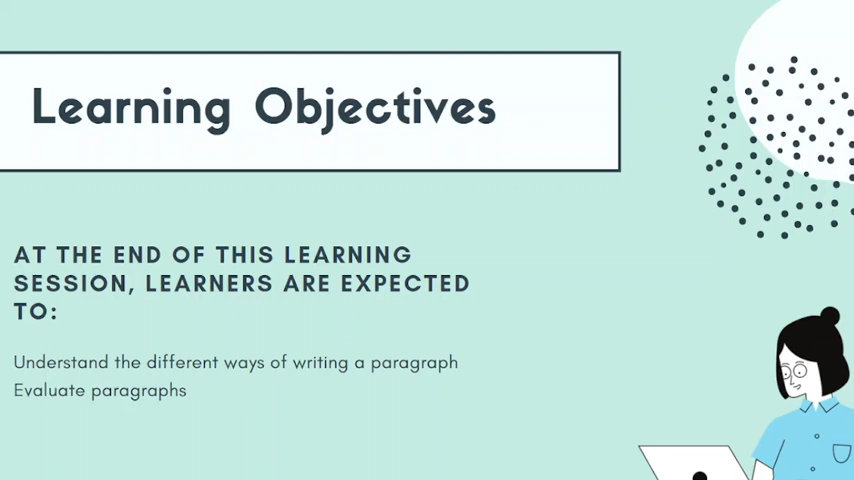 Learning Objectives
AT THE END OF THIS LEARNING
SESSION, LEARNERS ARE EXPECTED
TO:
Understand the different ways of writing a paragraph
Evaluate paragraphs